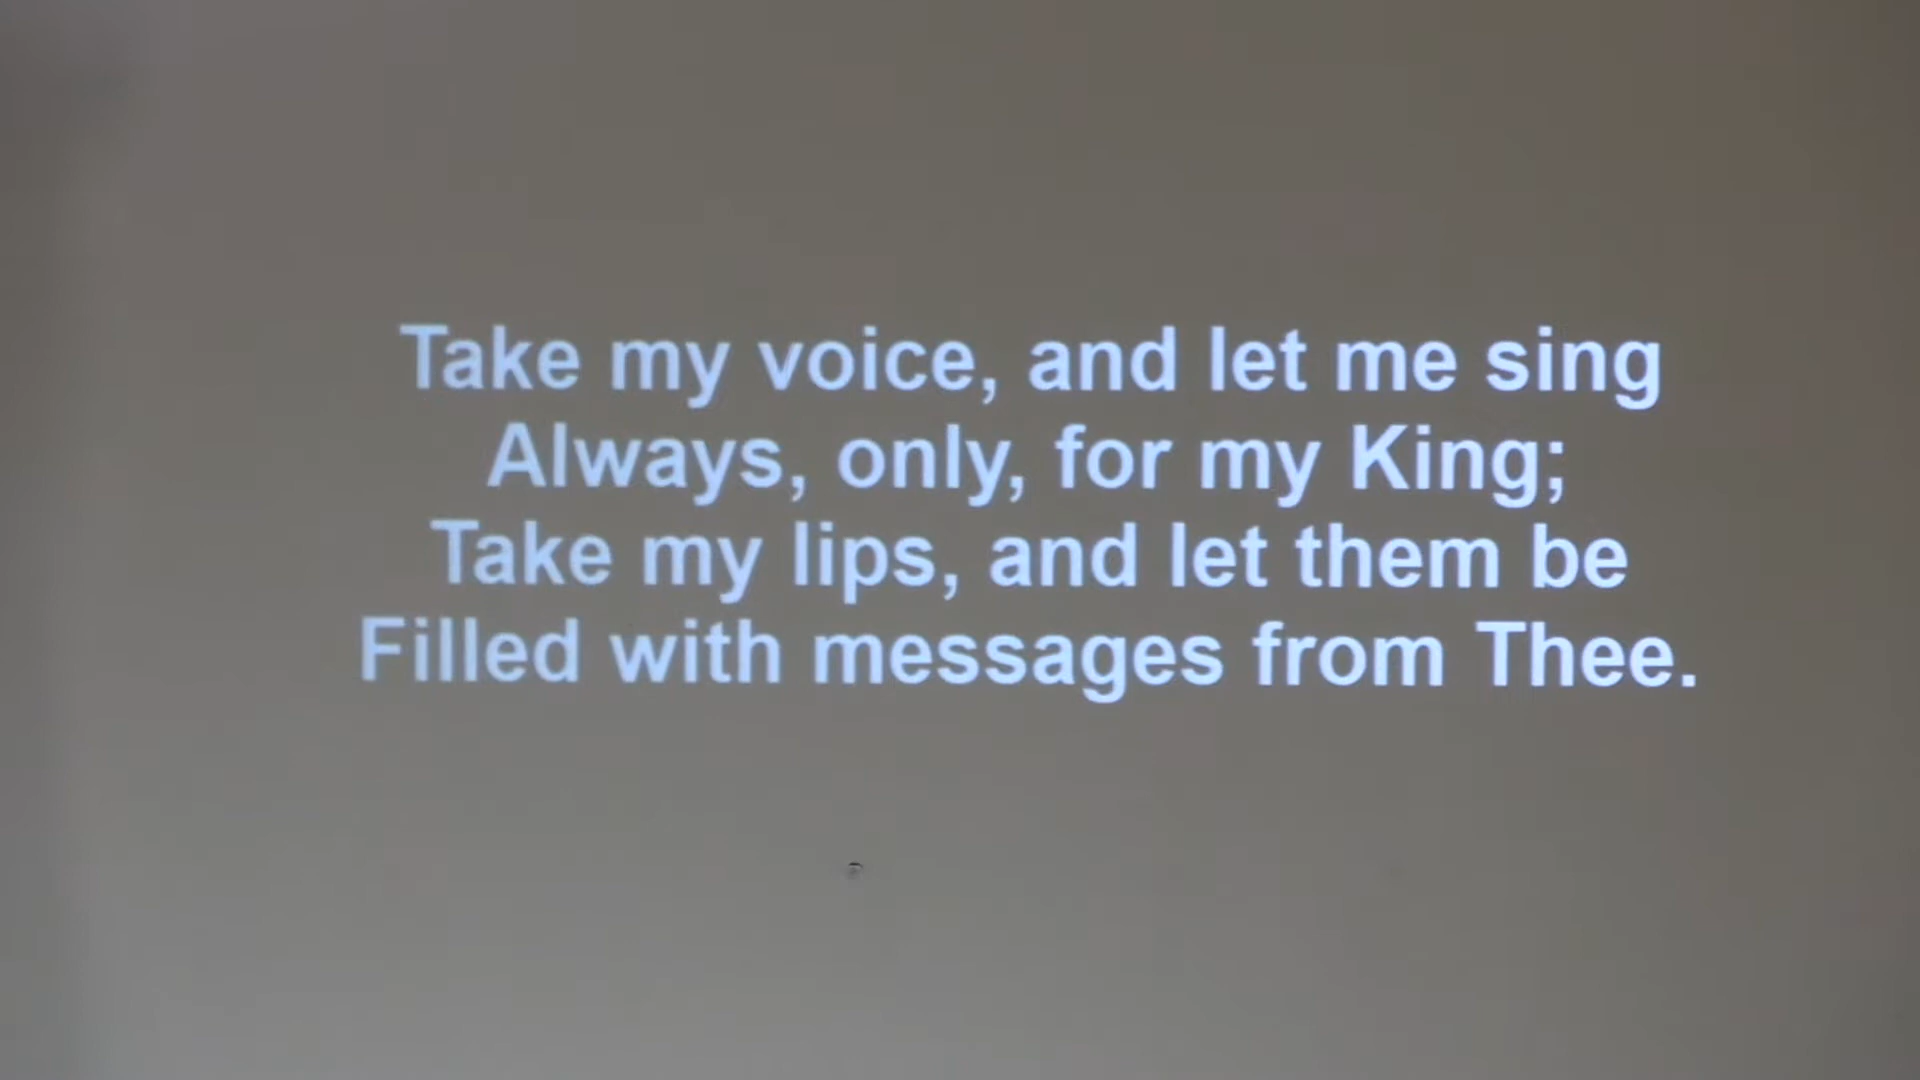 Take my voice, and let me sing
Always, only, for my King;
Take my lips, and let them be
Filled with messages from Thee.